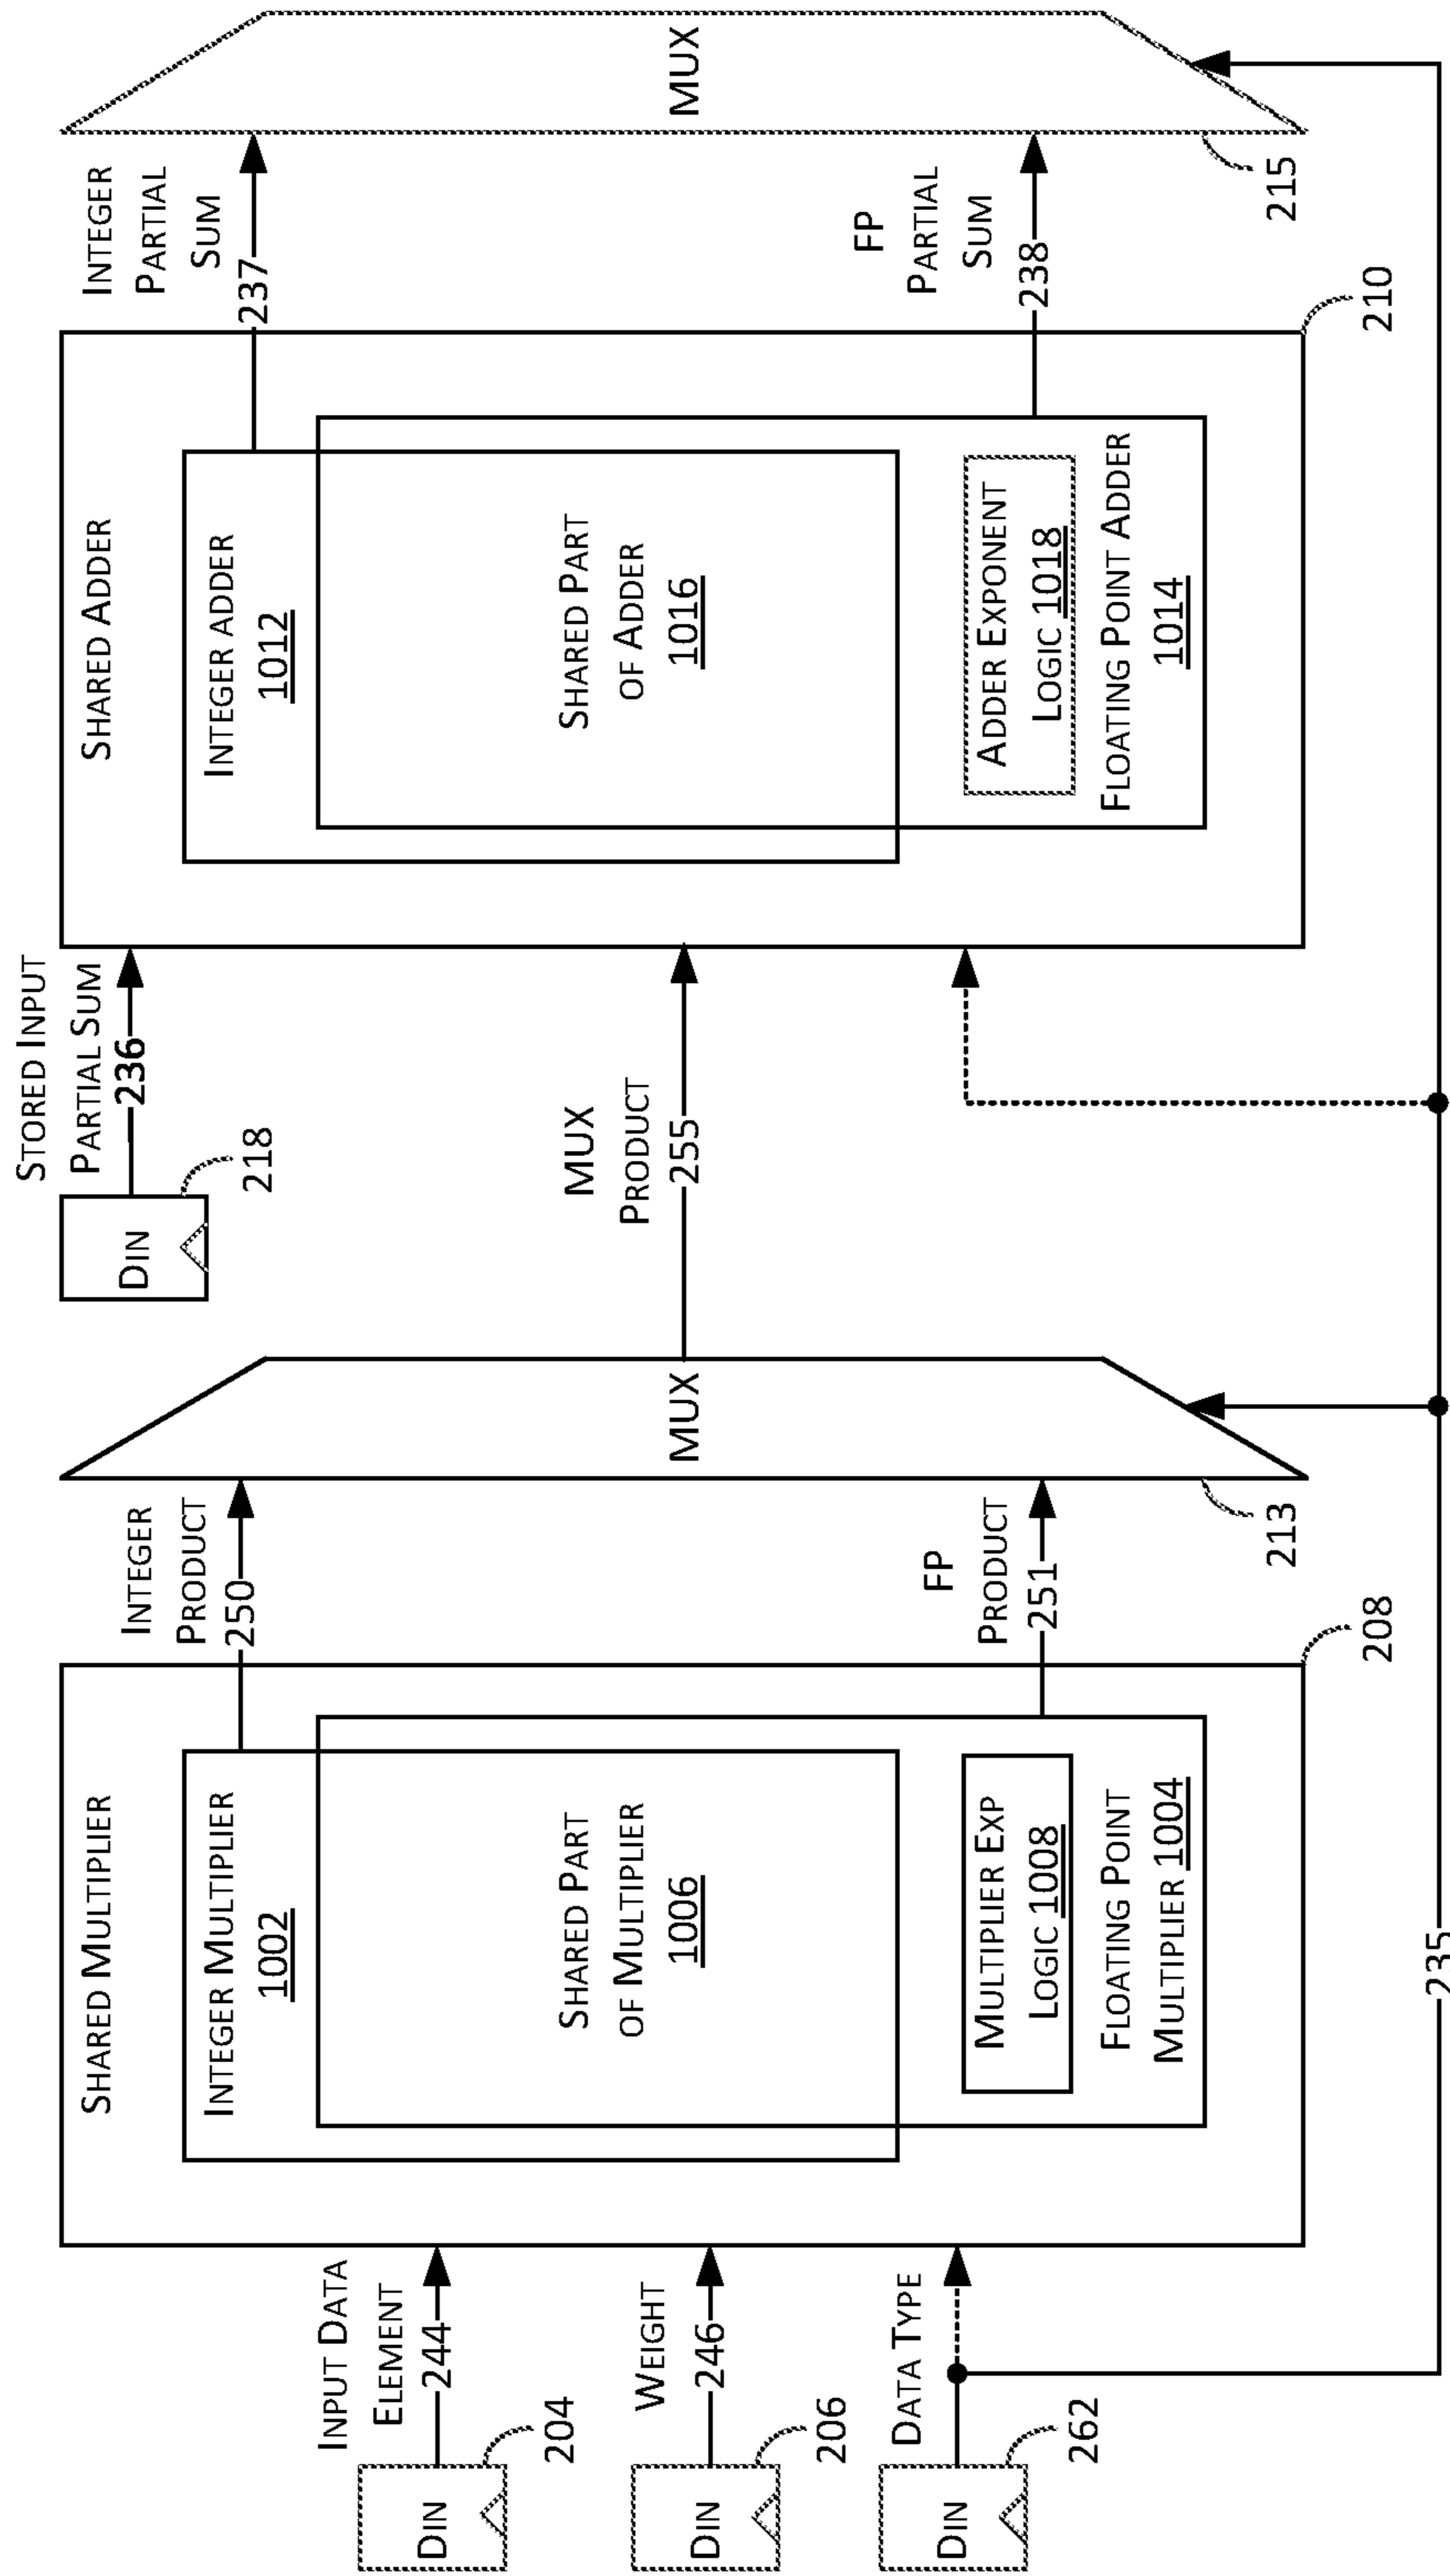 INPUT DATA
ELEMENT
244
DIN
204
WEIGHT
246
DIN
206
DATA TYPE
DIN
262
SHARED MULTIPLIER
INTEGER MULTIPLIER
1002
SHARED PART
OF MULTIPLIER
1006
MULTIPLIER EXP
LOGIC 1008
FLOATING POINT
MULTIPLIER 1004
208
INTEGER
PRODUCT
250
FP
PRODUCT
251
MUX
213
STORED INPUT
PARTIAL SUM
236
DIN
218
MUX
PRODUCT
255
SHARED ADDER
INTEGER ADDER
1012
SHARED PART
OF ADDER
1016
ADDER EXPONENT
LOGIC 1018
FLOATING POINT ADDER
1014
210
INTEGER
PARTIAL
SUM
237
FP
PARTIAL
SUM
238
MUX
215
235